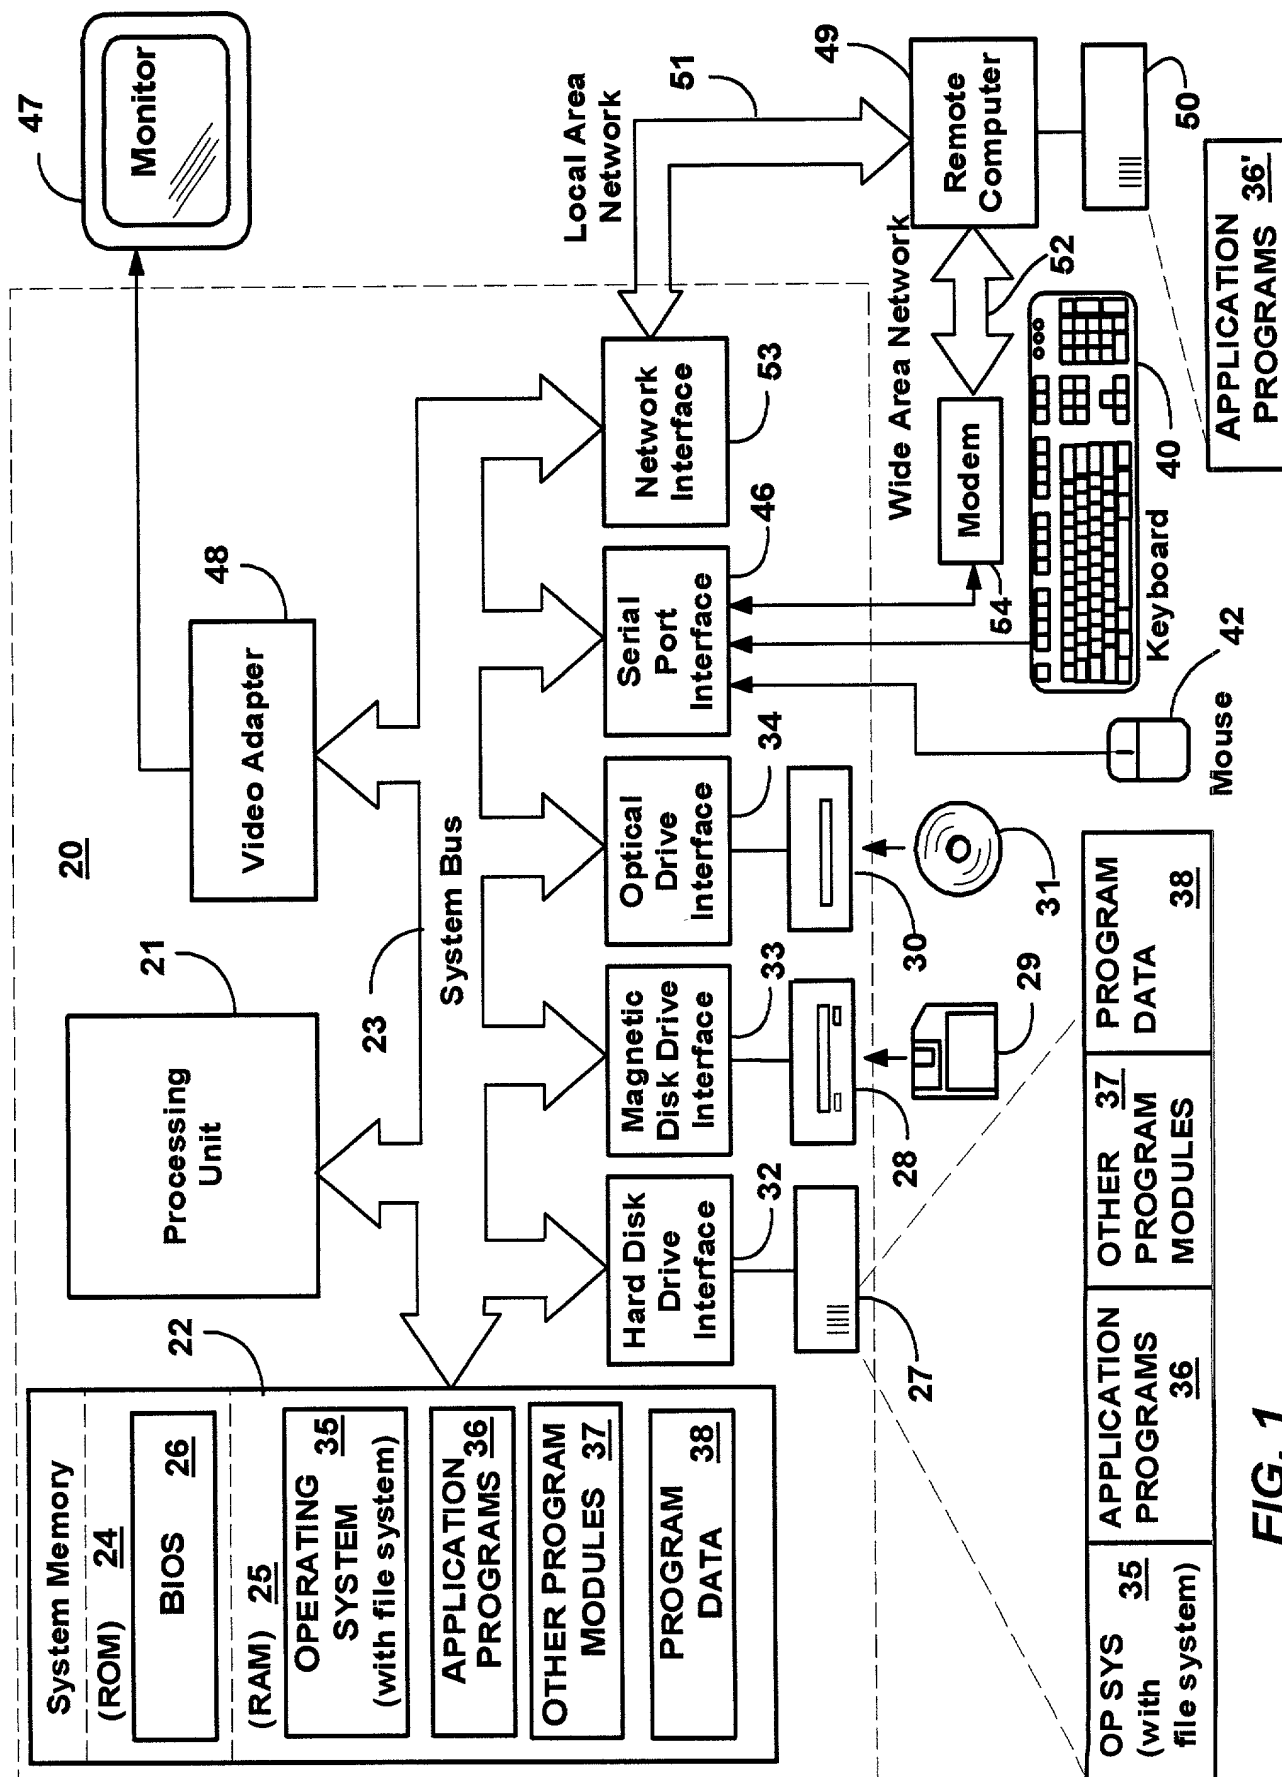 System Memory
(ROM) 24
BIOS 26
(RAM) 25
OPERATING
SYSTEM 35
(with file system)
APPLICATION
PROGRAMS 36
OTHER PROGRAM
MODULES 37
PROGRAM
DATA 38
22
Processing
Unit
21
20
Video Adapter
48
Monitor
47
23
System Bus
Hard Disk
Drive
Interface
32
Magnetic
Disk Drive
Interface
33
Optical
Drive
Interface
34
Serial
Port
Interface
46
Network
Interface
53
Local Area
Network
51
27
28
29
30
31
Mouse
42
Keyboard
40
Modem
54
Wide Area Network
52
Remote
Computer
49
50
APPLICATION
PROGRAMS 36'
OP SYS
(with 35
file system)
APPLICATION
PROGRAMS
36
OTHER 37
PROGRAM
MODULES
PROGRAM
DATA
38
FIG. 1